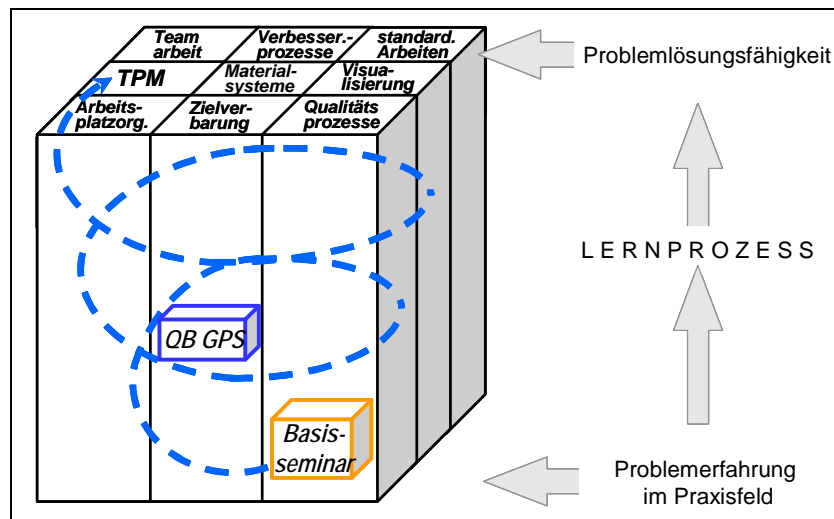 Team
arbeit
Verbesser.-
prozesse
standard.
Arbeiten
TPM
Material-
systeme
Visua-
lisierung
Arbeits-
platzorg.
Zielver-
barung
Qualitäts
prozesse
Problemlösungsfähigkeit
LERNPROZESS
QB GPS
Basis-
seminar
Problemerfahrung
im Praxisfeld